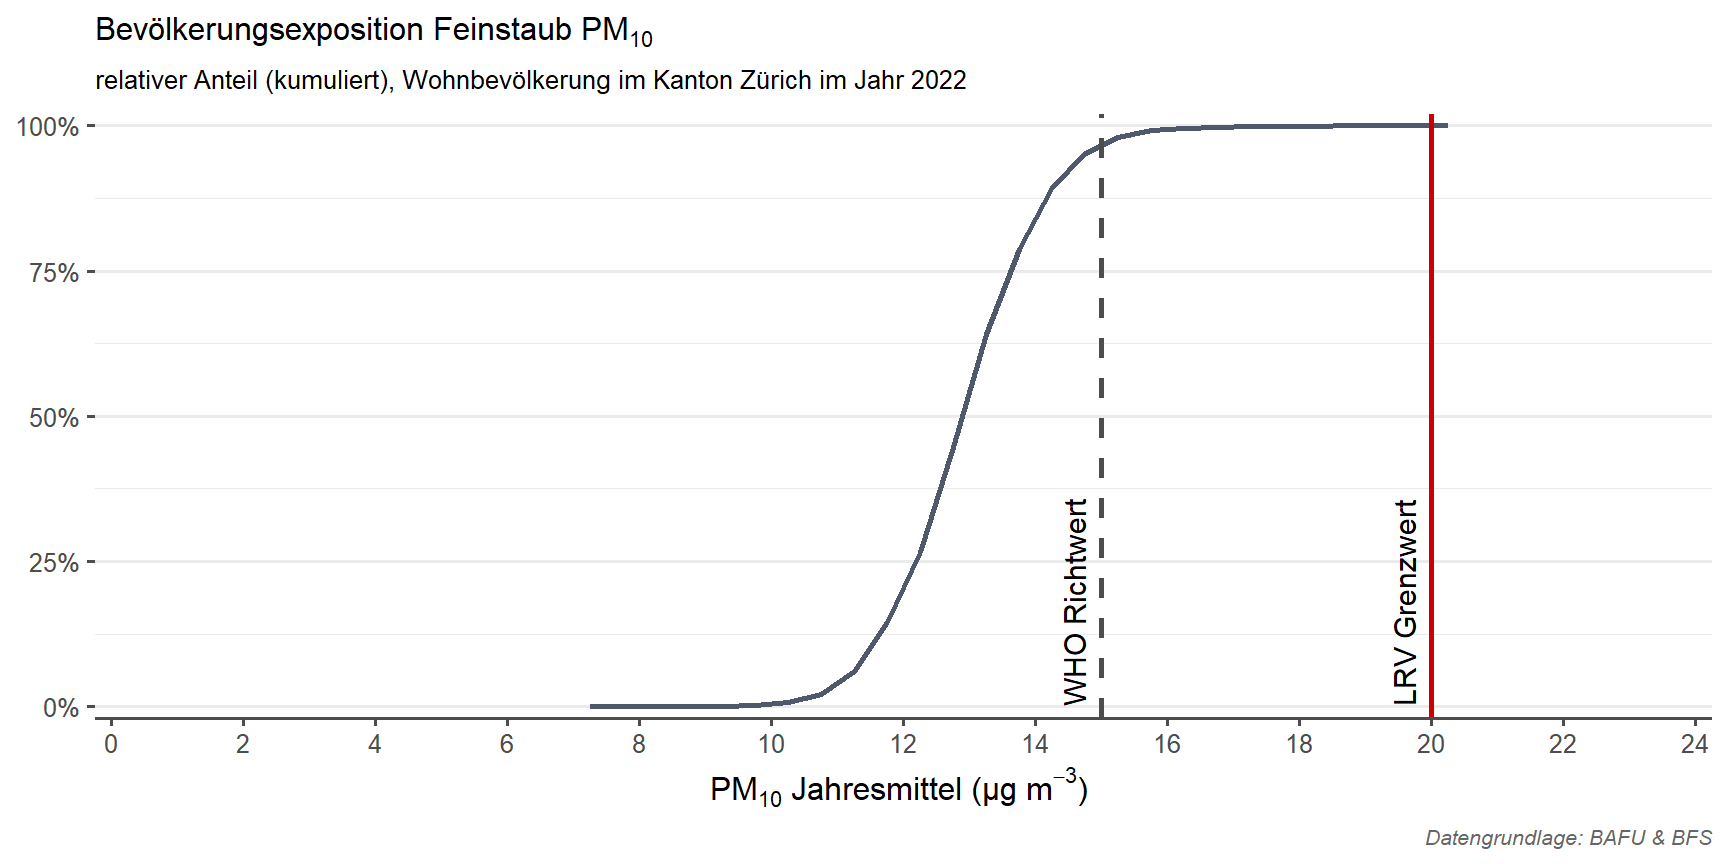 Bevölkerungsexposition Feinstaub PM₁₀
relativer Anteil (kumuliert), Wohnbevölkerung im Kanton Zürich im Jahr 2022
100%
75%
50%
25%
0%
WHO Richtwert
LRV Grenzwert
0 2 4 6 8 10 12 14 16 18 20 22 24
PM₁₀ Jahresmittel (µg m⁻³)
Datengrundlage: BAFU & BFS